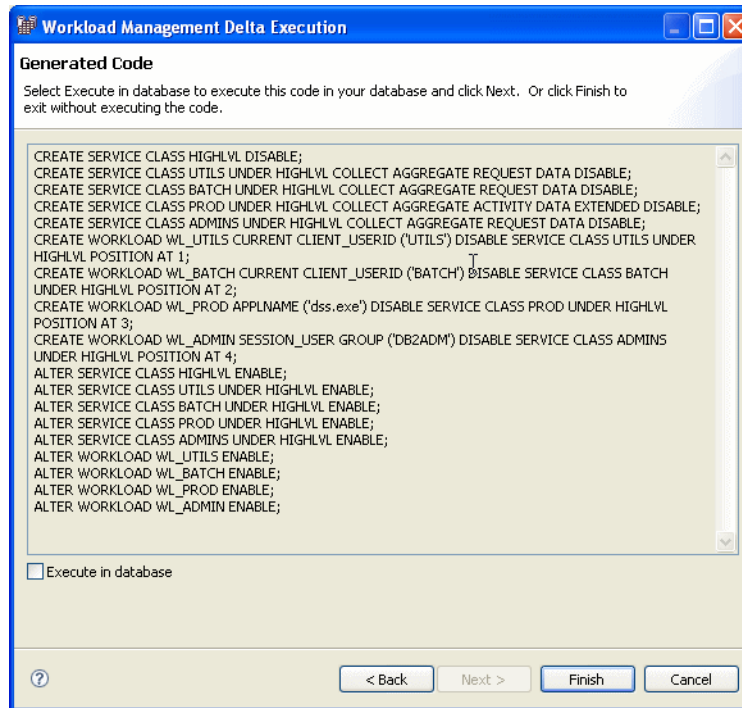 Workload Management Delta Execution
Generated Code
Select Execute in database to execute this code in your database and click Next. Or click Finish to
exit without executing the code.
CREATE SERVICE CLASS HIGHLVL DISABLE;
CREATE SERVICE CLASS UTILS UNDER HIGHLVL COLLECT AGGREGATE REQUEST DATA DISABLE;
CREATE SERVICE CLASS BATCH UNDER HIGHLVL COLLECT AGGREGATE REQUEST DATA DISABLE;
CREATE SERVICE CLASS PROD UNDER HIGHLVL COLLECT AGGREGATE ACTIVITY DATA EXTENDED DISABLE;
CREATE SERVICE CLASS ADMINS UNDER HIGHLVL COLLECT AGGREGATE REQUEST DATA DISABLE;
CREATE WORKLOAD WL_UTILS CURRENT CLIENT_USERID ('UTILS') DISABLE SERVICE CLASS UTILS UNDER
HIGHLVL POSITION AT 1;
CREATE WORKLOAD WL_BATCH CURRENT CLIENT_USERID ('BATCH') DISABLE SERVICE CLASS BATCH
UNDER HIGHLVL POSITION AT 2;
CREATE WORKLOAD WL_PROD APPLNAME ('dss.exe') DISABLE SERVICE CLASS PROD UNDER HIGHLVL
POSITION AT 3;
CREATE WORKLOAD WL_ADMIN SESSION_USER GROUP ('DB2ADM') DISABLE SERVICE CLASS ADMINS
UNDER HIGHLVL POSITION AT 4;
ALTER SERVICE CLASS HIGHLVL ENABLE;
ALTER SERVICE CLASS UTILS UNDER HIGHLVL ENABLE;
ALTER SERVICE CLASS BATCH UNDER HIGHLVL ENABLE;
ALTER SERVICE CLASS PROD UNDER HIGHLVL ENABLE;
ALTER SERVICE CLASS ADMINS UNDER HIGHLVL ENABLE;
ALTER WORKLOAD WL_UTILS ENABLE;
ALTER WORKLOAD WL_BATCH ENABLE;
ALTER WORKLOAD WL_PROD ENABLE;
ALTER WORKLOAD WL_ADMIN ENABLE;
Execute in database
? < Back Next > Finish Cancel